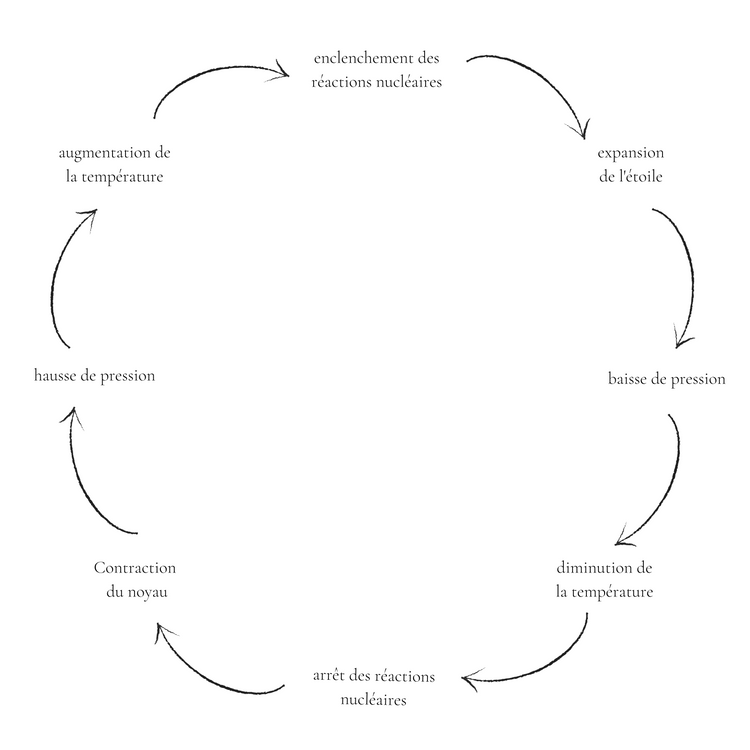 enclenchement des
réactions nucléaires
expansion
de l'étoile
baisse de pression
diminution de
la température
arrêt des réactions
nucléaires
Contraction
du noyau
hausse de pression
augmentation de
la température